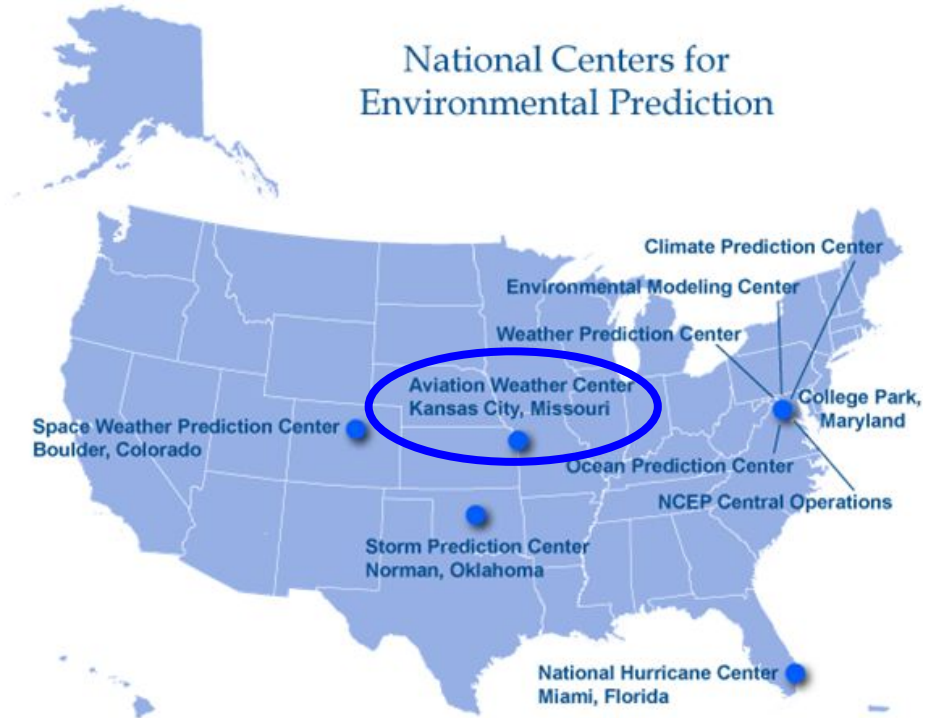 National Centers for
Environmental Prediction
Climate Prediction Center
Environmental Modeling Center
Weather Prediction Center
Aviation Weather Center
Kansas City, Missouri
College Park,
Maryland
Space Weather Prediction Center
Boulder, Colorado
Ocean Prediction Center
NCEP Central Operations
Storm Prediction Center
Norman, Oklahoma
National Hurricane Center
Miami, Florida